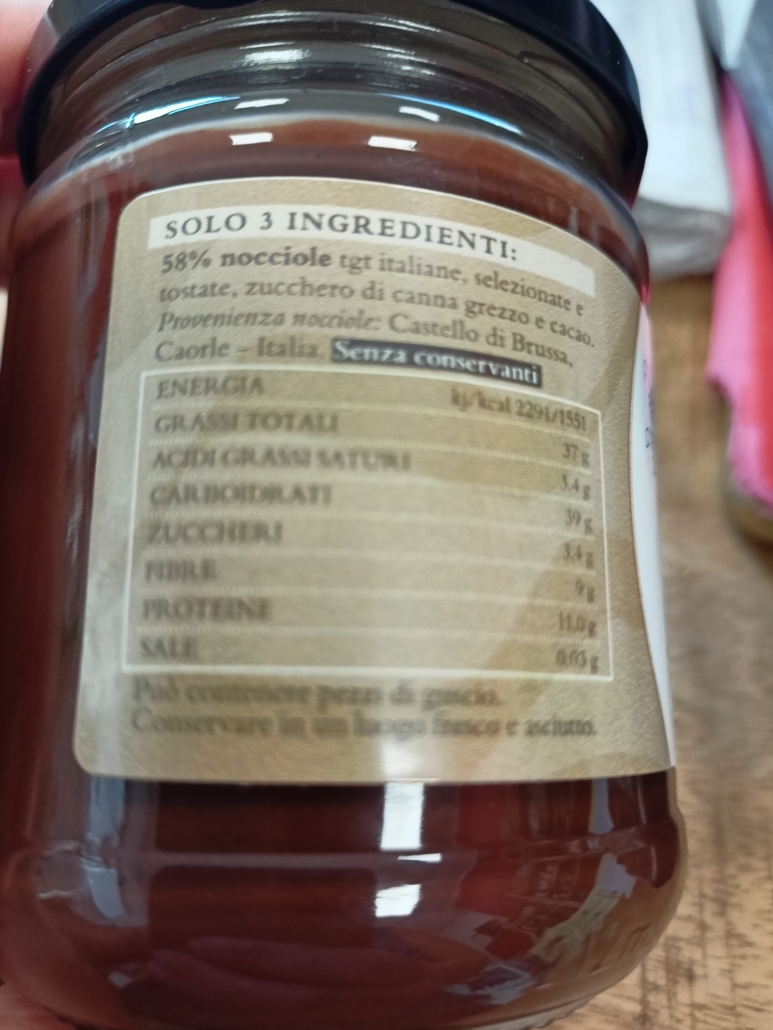 SOLO 3 INGREDIENTI:
58% nocciole tgt italiane, selezionate e
tostate, zucchero di canna grezzo e cacao.
Provenienza nocciole: Castello di Brussa,
Caorle - Italia. Senza conservanti
ENERGIA kj/kcal 2291/1551
GRASSI TOTALI 37 g
ACIDI GRASSI SATURI 3.4 g
CARBOIDRATI 39 g
ZUCCHERI 3.4 g
FIBRE 9 g
PROTEINE 11.0 g
SALE 0.03 g
Può contenere pezzi di guscio.
Conservare in un luogo fresco e asciutto.